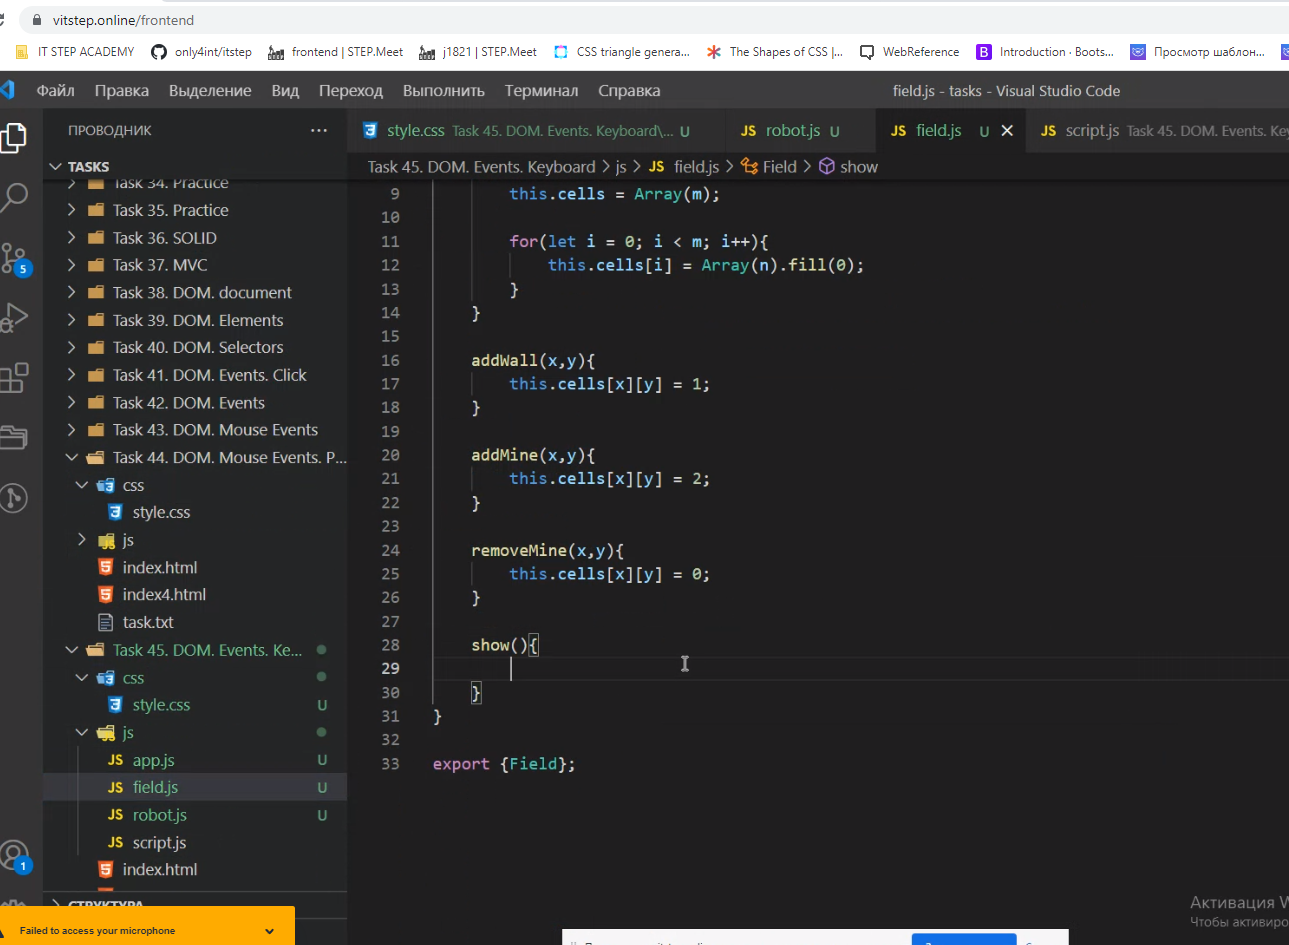 vitstep.online/frontend
IT STEP ACADEMY only4int/itstep frontend | STEP.Meet j1821 | STEP.Meet CSS triangle genera... The Shapes of CSS |... WebReference B Introduction · Boots... Просмотр шаблон...
Файл Правка Выделение Вид Переход Выполнить Терминал Справка field.js - tasks - Visual Studio Code
ПРОВОДНИК ...
style.css Task 45. DOM. Events. Keyboard\... U JS robot.js U JS field.js U JS script.js Task 45. DOM. Events.
Task 45. DOM. Events. Keyboard > js > JS field.js > Field > show
TASKS
Task 34. Practice
Task 35. Practice
Task 36. SOLID
Task 37. MVC
Task 38. DOM. document
Task 39. DOM. Elements
Task 40. DOM. Selectors
Task 41. DOM. Events. Click
Task 42. DOM. Events
Task 43. DOM. Mouse Events
Task 44. DOM. Mouse Events. P...
css
style.css
js
index.html
index4.html
task.txt
Task 45. DOM. Events. Ke...
css
style.css U
js
JS app.js U
JS field.js U
JS robot.js U
JS script.js
index.html
СТРУКТУРА
5
1
9 this.cells = Array(m);
10
11 for(let i = 0; i < m; i++){
12 this.cells[i] = Array(n).fill(0);
13 }
14 }
15
16 addWall(x,y){
17 this.cells[x][y] = 1;
18 }
19
20 addMine(x,y){
21 this.cells[x][y] = 2;
22 }
23
24 removeMine(x,y){
25 this.cells[x][y] = 0;
26 }
27
28 show(){
29
30 }
31 }
32
33 export {Field};
Активация W
Чтобы активиро
Failed to access your microphone